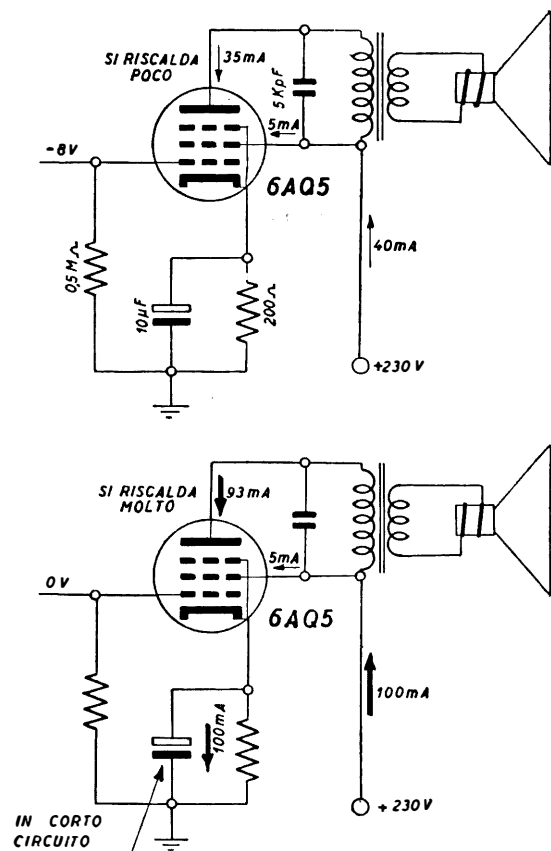 SI RISCALDA
POCO
35mA
5KpF
5mA
-8V
6AQ5
0,5MΩ
10µF
200Ω
40mA
+230V
SI RISCALDA
MOLTO
93mA
5mA
0V
6AQ5
100mA
100mA
IN CORTO
CIRCUITO
+230V